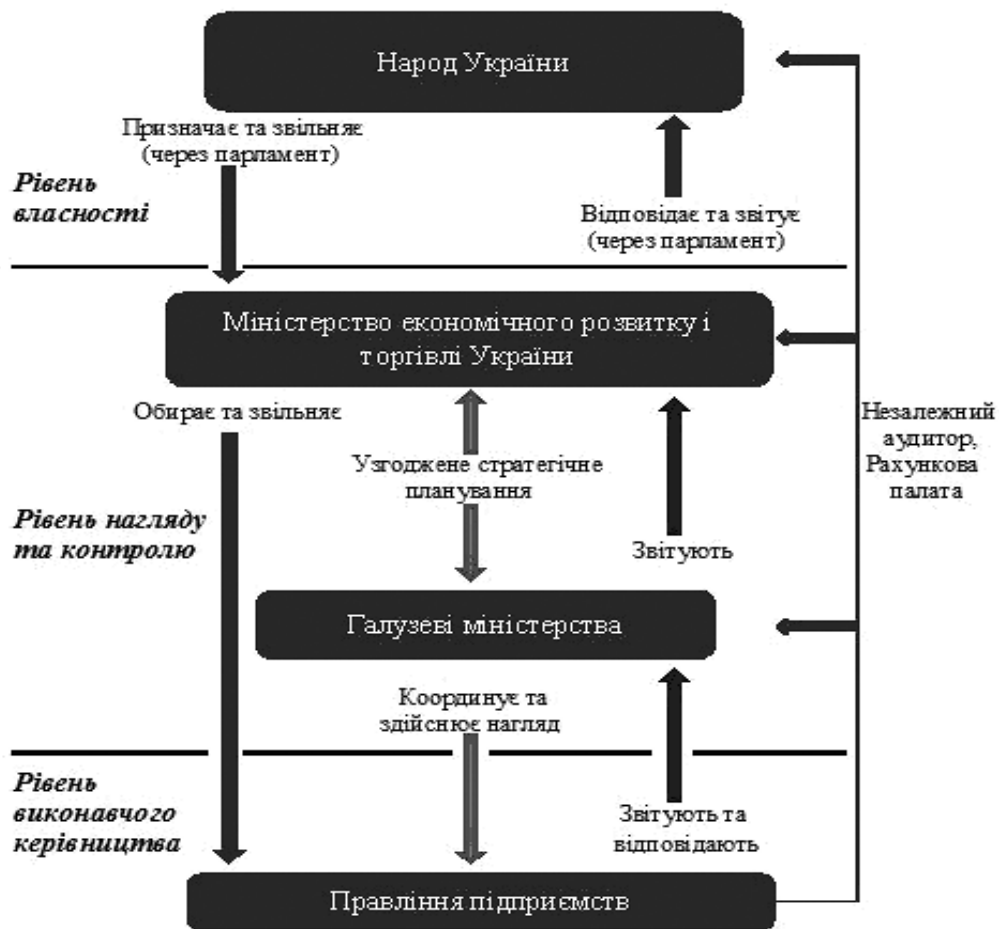 Народ України
Призначає та звільняє
(через парламент)
Рівень
власності
Відповідає та звітує
(через парламент)
Міністерство економічного розвитку і
торгівлі України
Обирає та звільняє
Незалежний
аудитор,
Рахункова
палата
Узгоджене стратегічне
планування
Рівень нагляду
та контролю
Звітують
Галузеві міністерства
Координує та
здійснює нагляд
Рівень
виконавчого
керівництва
Звітують та
відповідають
Правління підприємств